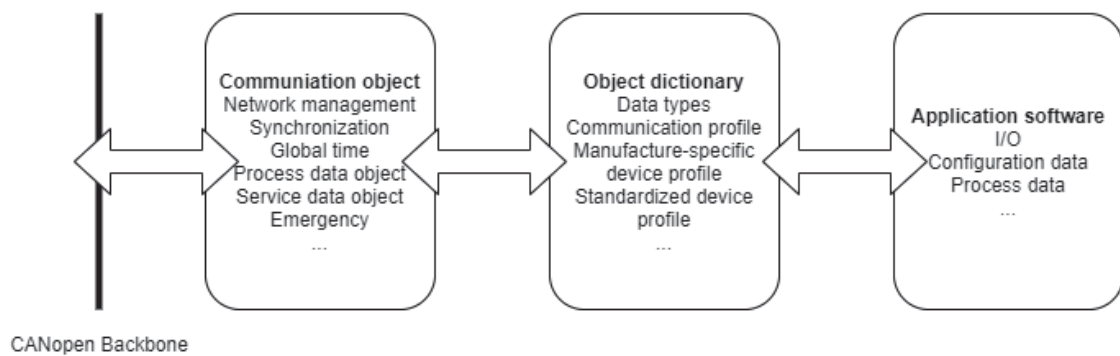 Communiation object
Network management
Synchronization
Global time
Process data object
Service data object
Emergency
...
Object dictionary
Data types
Communication profile
Manufacture-specific
device profile
Standardized device
profile
...
Application software
I/O
Configuration data
Process data
...
CANopen Backbone